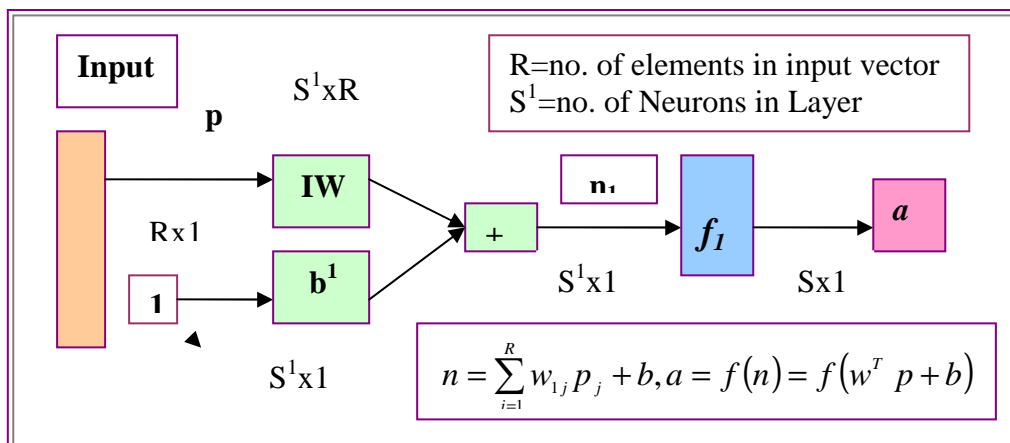 Input
S¹xR
R=no. of elements in input vector
S¹=no. of Neurons in Layer
p
IW
n₁
a
+
f₁
Rx1
b¹
1
S¹x1
Sx1
S¹x1
n = ∑_{i=1}^{R} w_{1j} p_j + b, a = f(n) = f(w^T p + b)